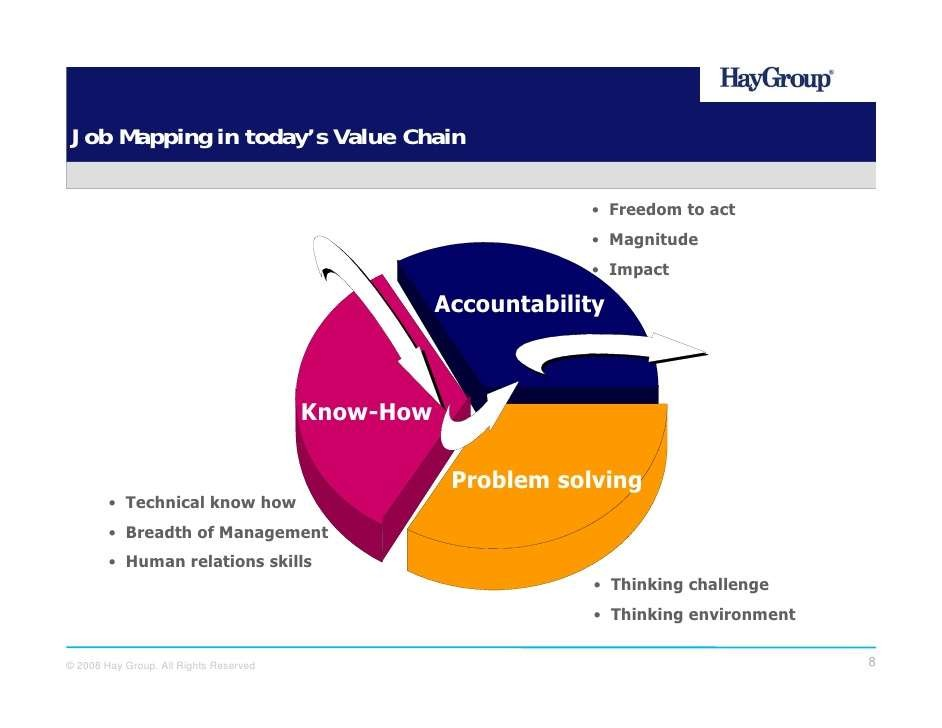 HayGroup®
Job Mapping in today's Value Chain
• Freedom to act
• Magnitude
• Impact
Accountability
Know-How
Problem solving
• Technical know how
• Breadth of Management
• Human relations skills
• Thinking challenge
• Thinking environment
© 2008 Hay Group. All Rights Reserved
8